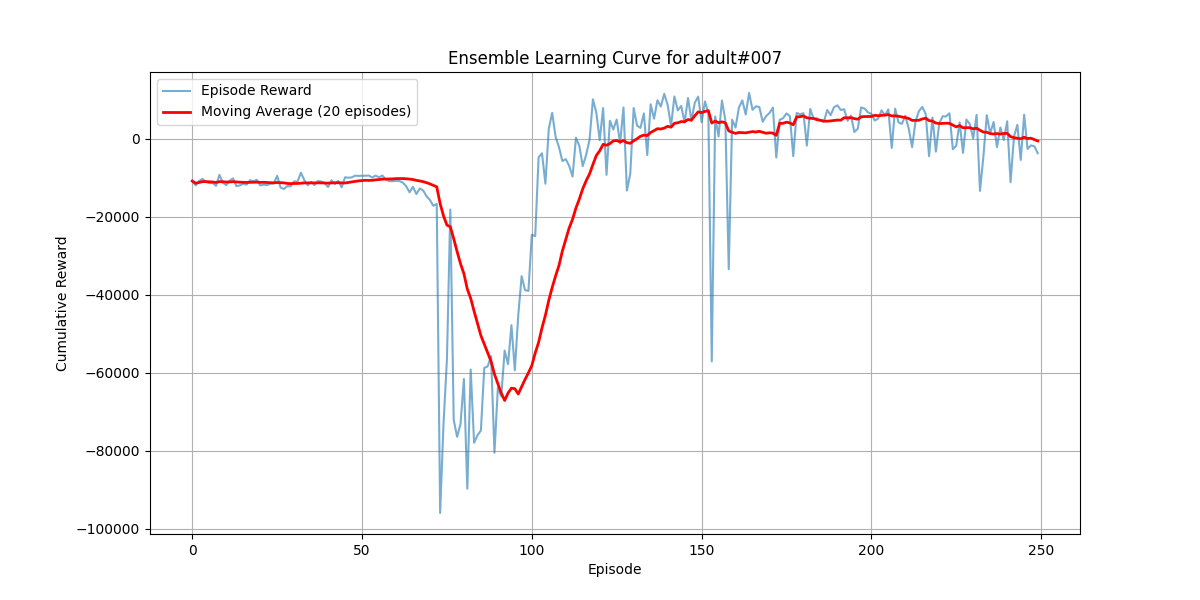 Ensemble Learning Curve for adult#007
Episode Reward
Moving Average (20 episodes)
0
−20000
−40000
−60000
−80000
−100000
Cumulative Reward
0 50 100 150 200 250
Episode